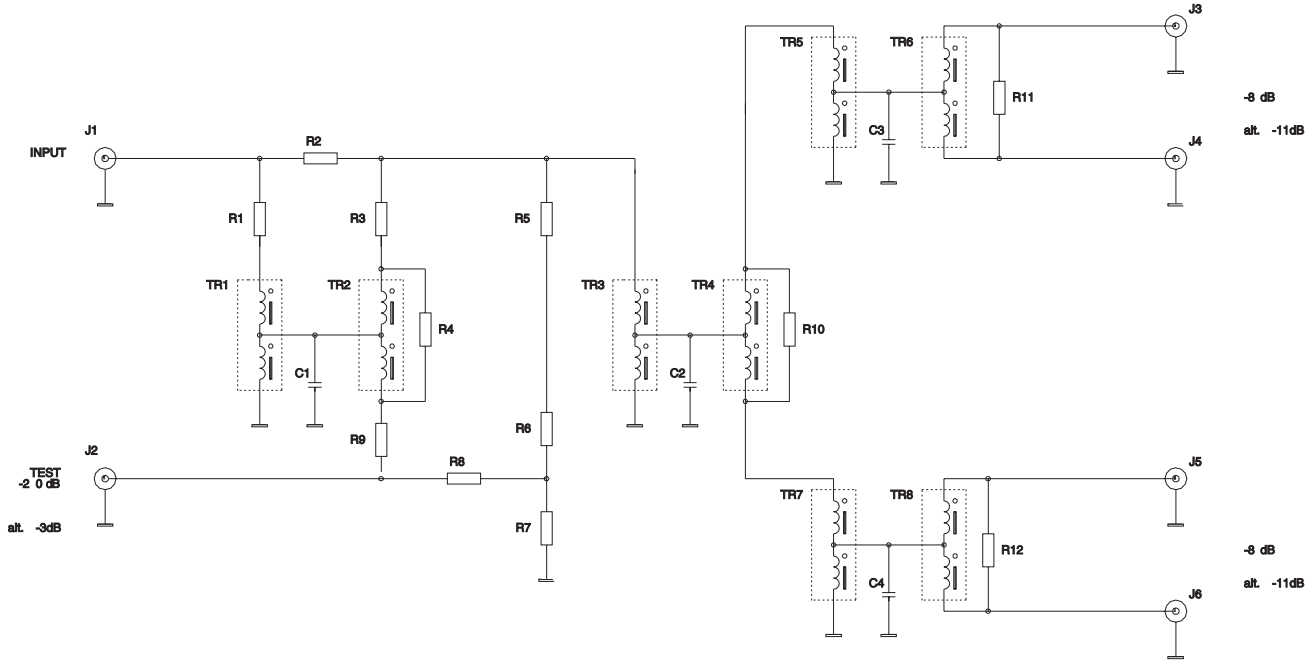 J3
TR5
TR6
R11
-8 dB
C3
alt. -11dB
J1
R2
J4
INPUT
R1
R3
R5
TR1
TR2
TR3
TR4
R4
R10
C1
C2
R6
R9
J2
R8
J5
TEST
-2 0 dB
TR7
TR8
alt. -3dB
R7
R12
-8 dB
C4
alt. -11dB
J6